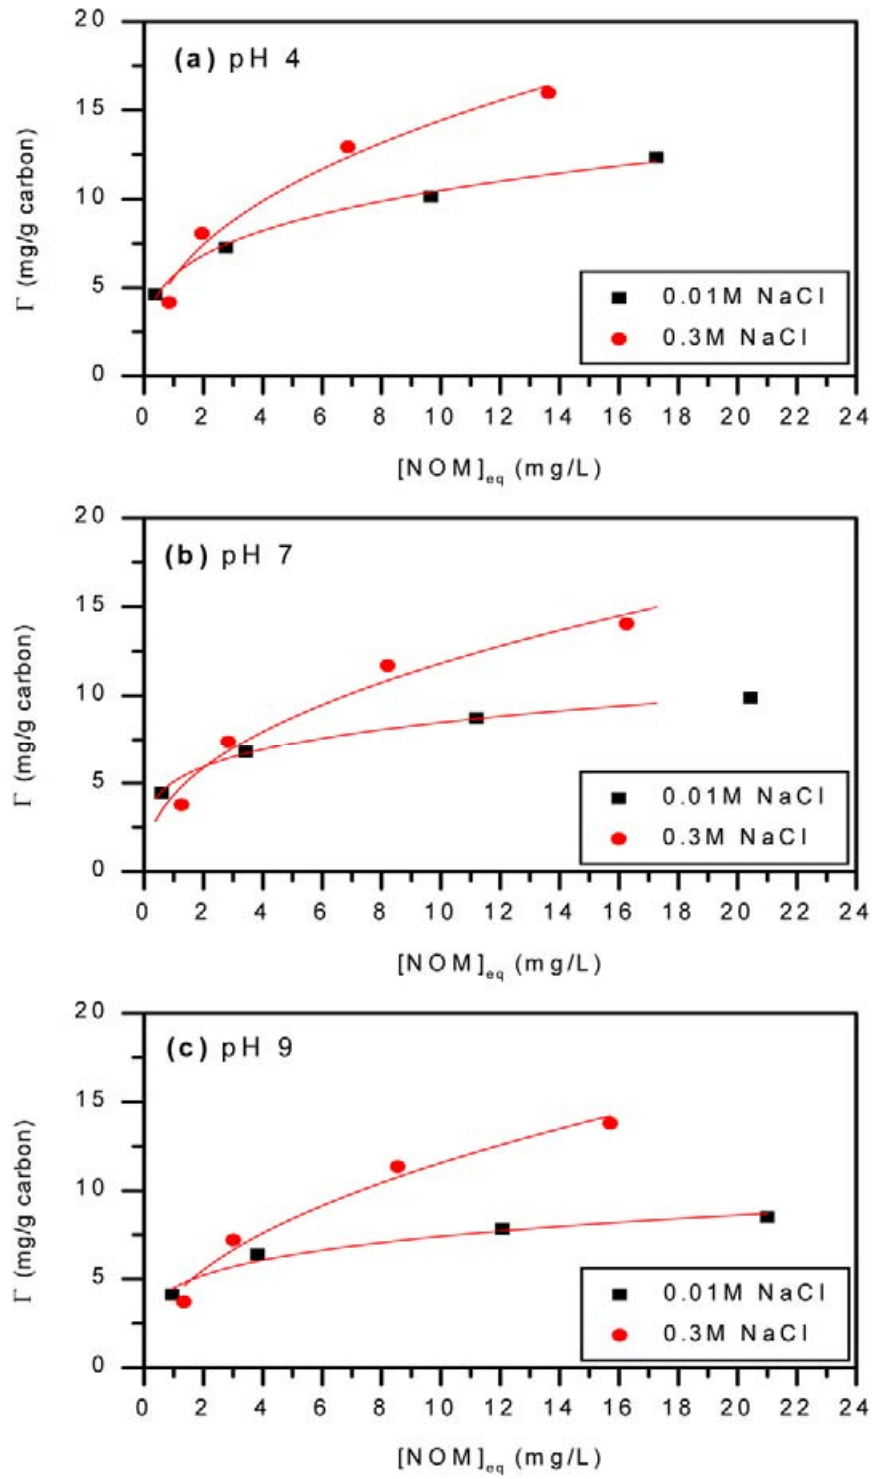 (a) pH 4
20
15
10
5
0
Γ (mg/g carbon)
0.01M NaCl
0.3M NaCl
0 2 4 6 8 10 12 14 16 18 20 22 24
[NOM]eq (mg/L)
(b) pH 7
20
15
10
5
0
Γ (mg/g carbon)
0.01M NaCl
0.3M NaCl
0 2 4 6 8 10 12 14 16 18 20 22 24
[NOM]eq (mg/L)
(c) pH 9
20
15
10
5
0
Γ (mg/g carbon)
0.01M NaCl
0.3M NaCl
0 2 4 6 8 10 12 14 16 18 20 22 24
[NOM]eq (mg/L)